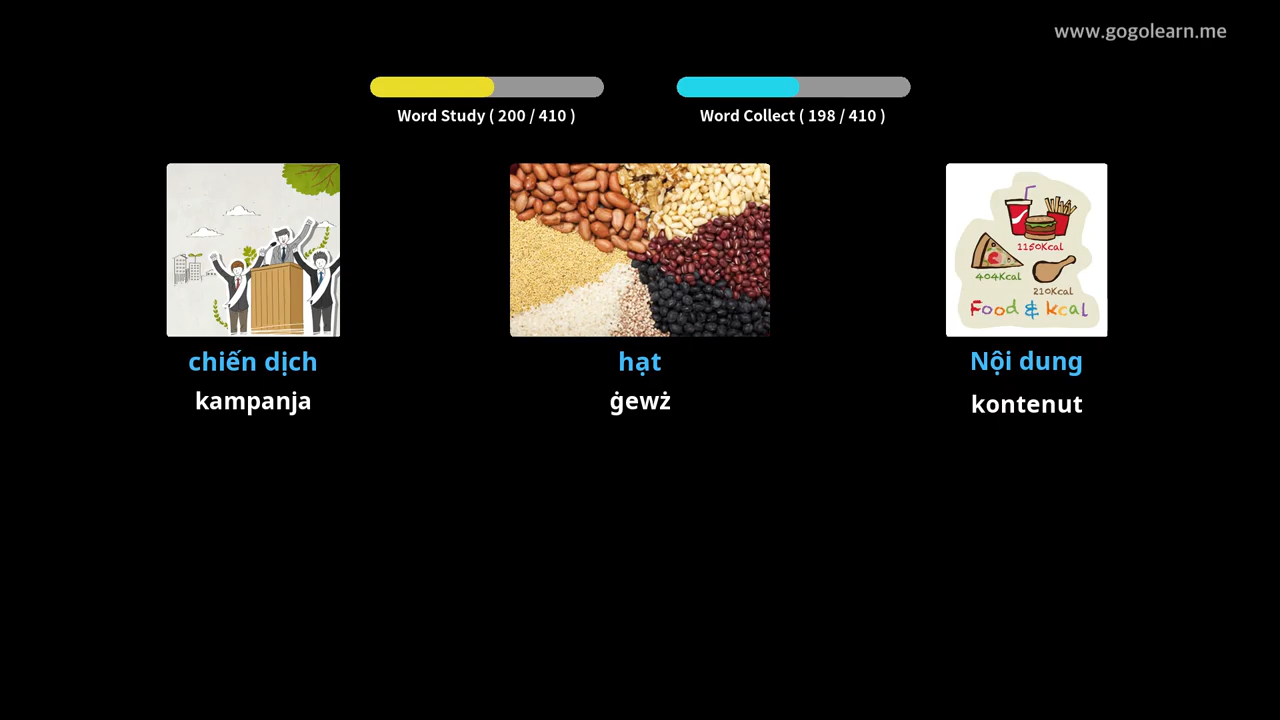 www.gogolearn.me
Word Study ( 200 / 410 )
Word Collect ( 198 / 410 )
1150Kcal
404Kcal
210Kcal
Food & kcal
chiến dịch
hạt
Nội dung
kampanja
ġewż
kontenut